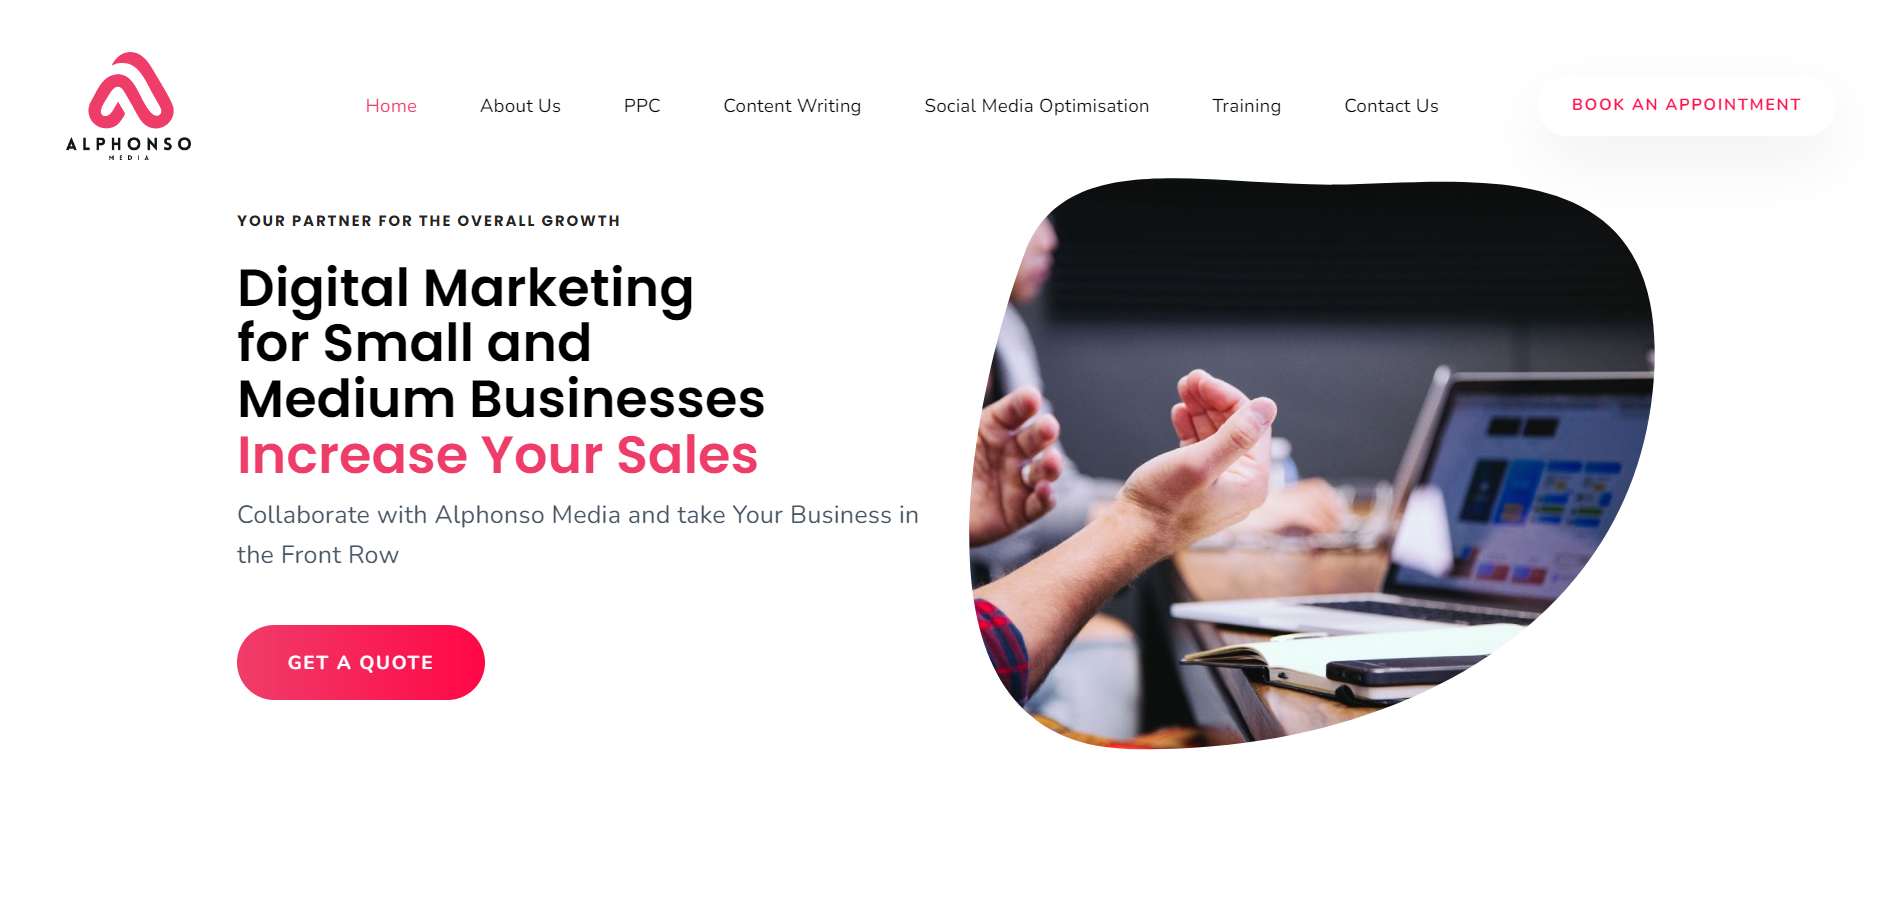 ALPHONSO
MEDIA
Home
About Us
PPC
Content Writing
Social Media Optimisation
Training
Contact Us
BOOK AN APPOINTMENT
YOUR PARTNER FOR THE OVERALL GROWTH
Digital Marketing
for Small and
Medium Businesses
Increase Your Sales
Collaborate with Alphonso Media and take Your Business in
the Front Row
GET A QUOTE